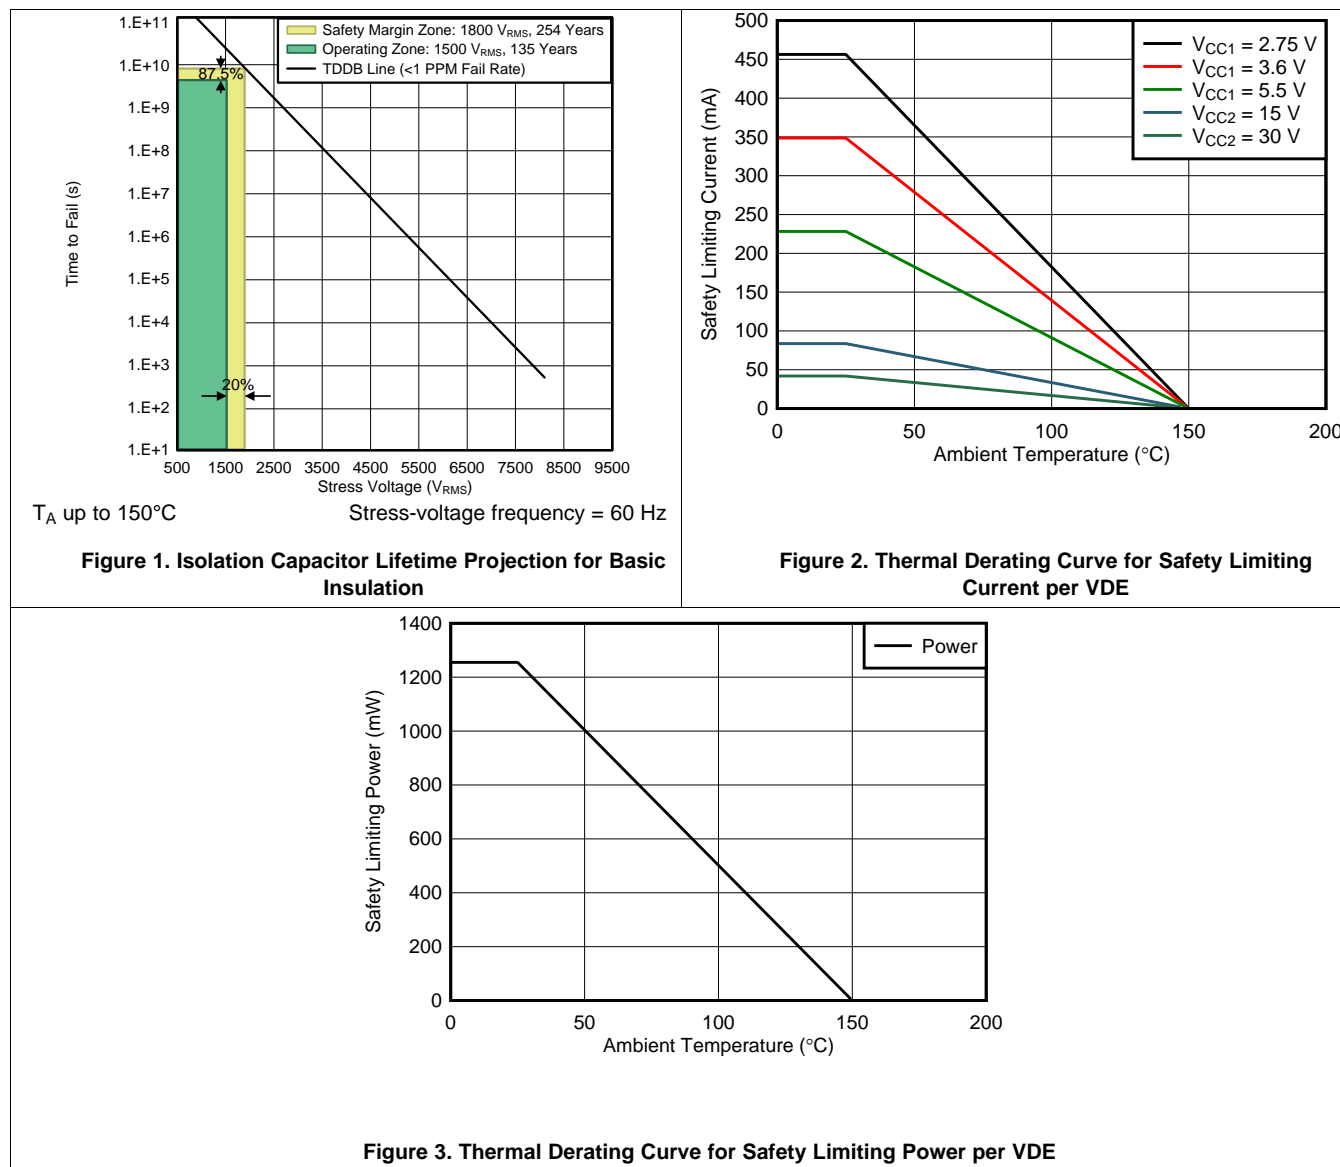 Safety Margin Zone: 1800 VRMS, 254 Years
Operating Zone: 1500 VRMS, 135 Years
TDDB Line (<1 PPM Fail Rate)
Time to Fail (s)
1.E+11
1.E+10
1.E+9
1.E+8
1.E+7
1.E+6
1.E+5
1.E+4
1.E+3
1.E+2
1.E+1
87.5%
20%
500 1500 2500 3500 4500 5500 6500 7500 8500 9500
Stress Voltage (VRMS)
TA up to 150°C Stress-voltage frequency = 60 Hz
Figure 1. Isolation Capacitor Lifetime Projection for Basic
Insulation
VCC1 = 2.75 V
VCC1 = 3.6 V
VCC1 = 5.5 V
VCC2 = 15 V
VCC2 = 30 V
Safety Limiting Current (mA)
500
450
400
350
300
250
200
150
100
50
0
0 50 100 150 200
Ambient Temperature (°C)
Figure 2. Thermal Derating Curve for Safety Limiting
Current per VDE
Power
Safety Limiting Power (mW)
1400
1200
1000
800
600
400
200
0
0 50 100 150 200
Ambient Temperature (°C)
Figure 3. Thermal Derating Curve for Safety Limiting Power per VDE